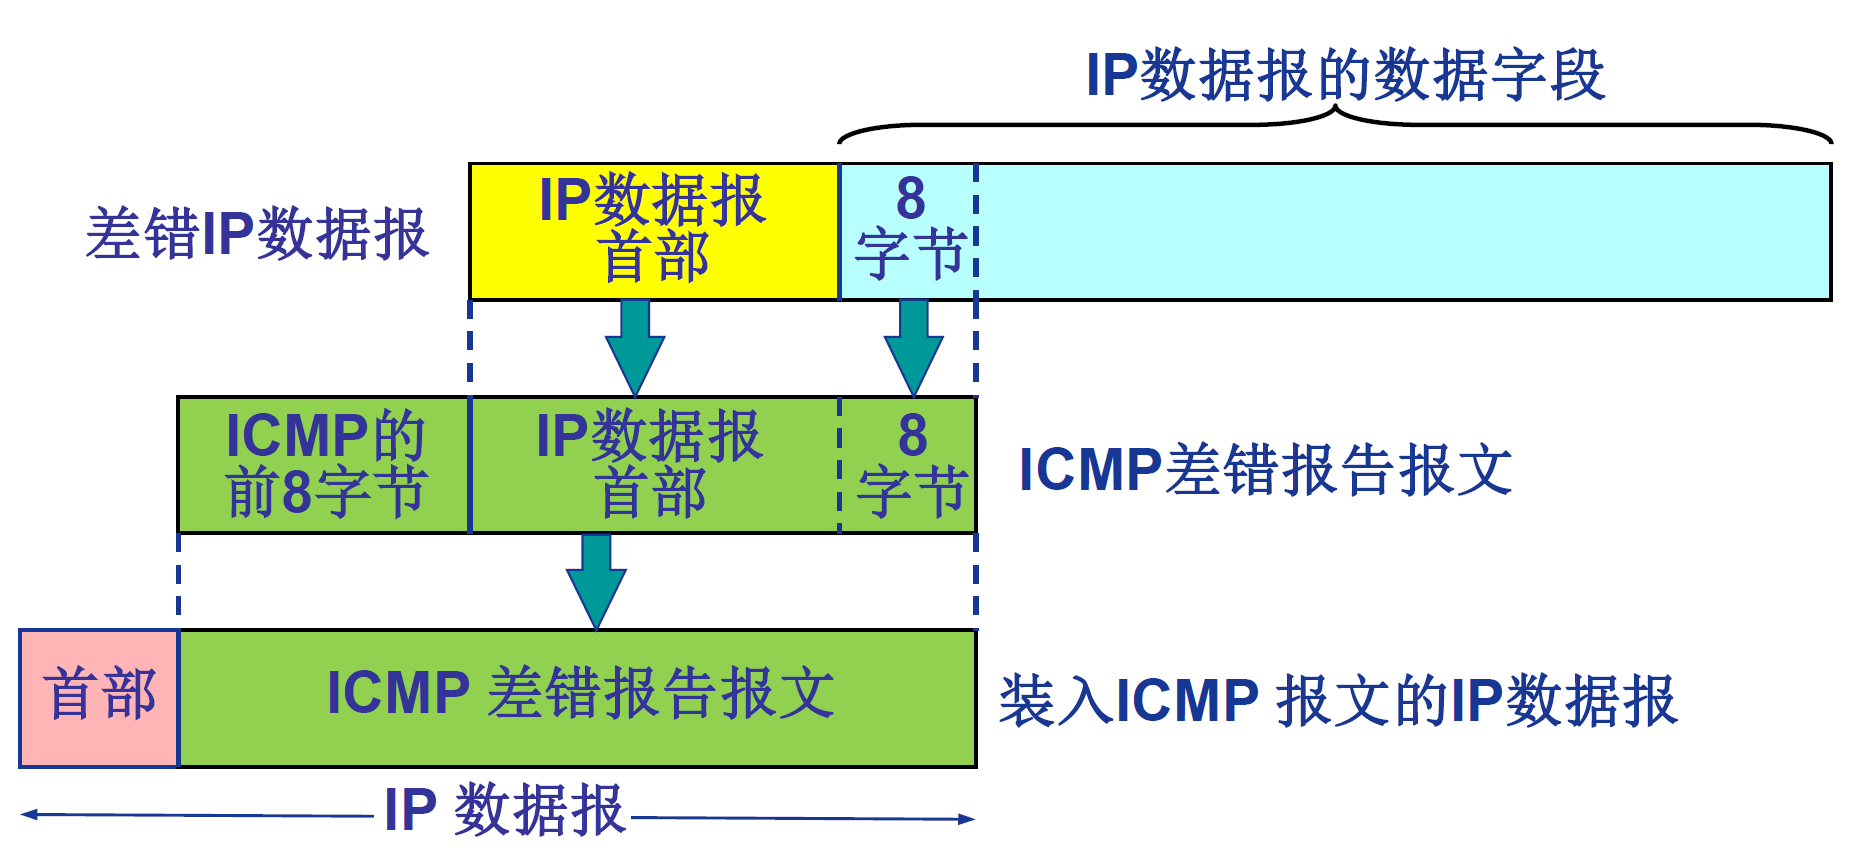 IP数据报的数据字段
差错IP数据报
IP数据报
首部
8
字节
ICMP的
前8字节
IP数据报
首部
8
字节
ICMP差错报告报文
首部
ICMP 差错报告报文
装入ICMP 报文的IP数据报
IP 数据报